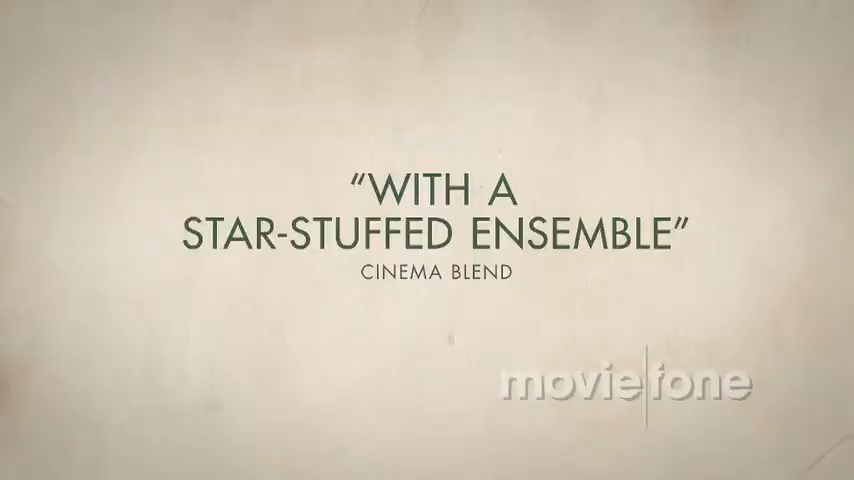 “WITH A
STAR-STUFFED ENSEMBLE”
CINEMA BLEND
moviefone